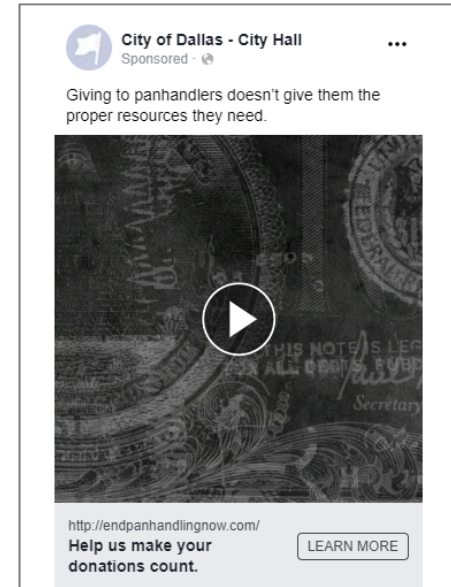 City of Dallas - City Hall
Sponsored ·
Giving to panhandlers doesn't give them the
proper resources they need.
THIS NOTE IS LEG
ALL DEBTS, PUBL
Secretary
http://endpanhandlingnow.com/
Help us make your
donations count.
LEARN MORE